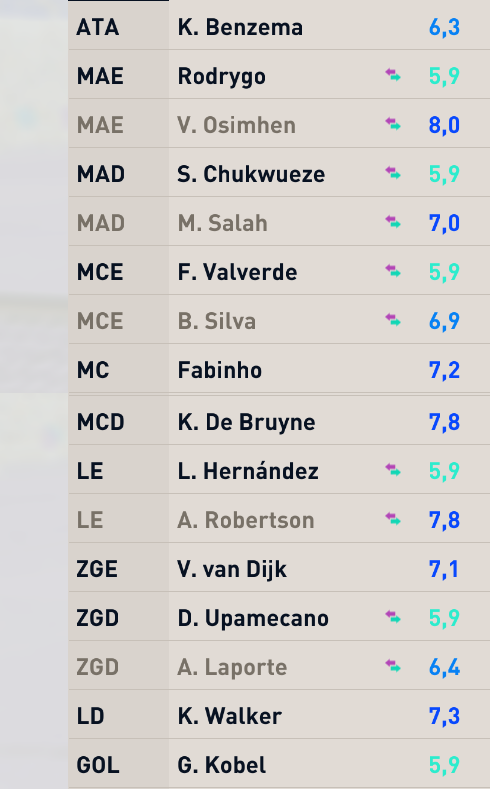 ATA K. Benzema 6,3
MAE Rodrygo 5,9
MAE V. Osimhen 8,0
MAD S. Chukwueze 5,9
MAD M. Salah 7,0
MCE F. Valverde 5,9
MCE B. Silva 6,9
MC Fabinho 7,2
MCD K. De Bruyne 7,8
LE L. Hernández 5,9
LE A. Robertson 7,8
ZGE V. van Dijk 7,1
ZGD D. Upamecano 5,9
ZGD A. Laporte 6,4
LD K. Walker 7,3
GOL G. Kobel 5,9